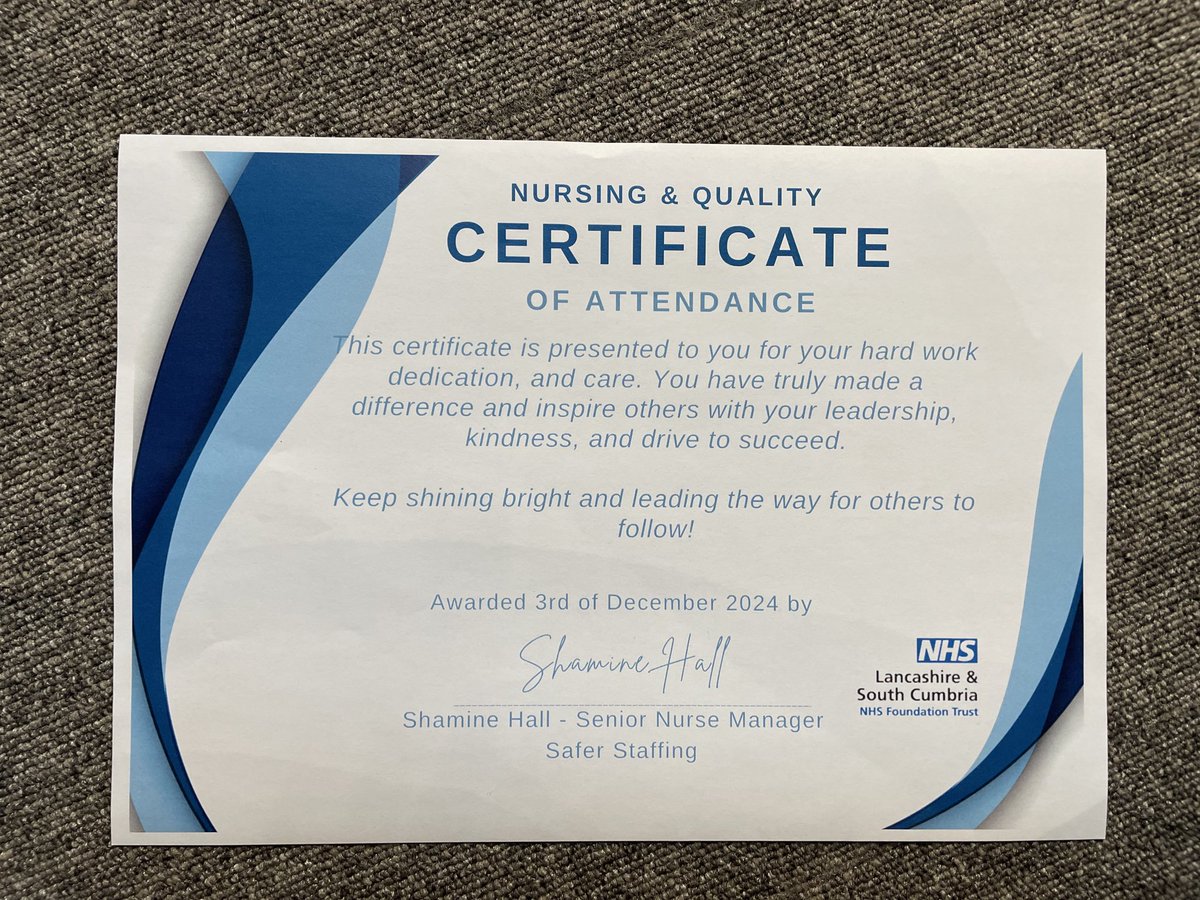 NURSING & QUALITY
CERTIFICATE
OF ATTENDANCE
This certificate is presented to you for your hard work
dedication, and care. You have truly made a
difference and inspire others with your leadership,
kindness, and drive to succeed.
Keep shining bright and leading the way for others to
follow!
Awarded 3rd of December 2024 by
Shamine Hall
Shamine Hall - Senior Nurse Manager
Safer Staffing
NHS
Lancashire &
South Cumbria
NHS Foundation Trust